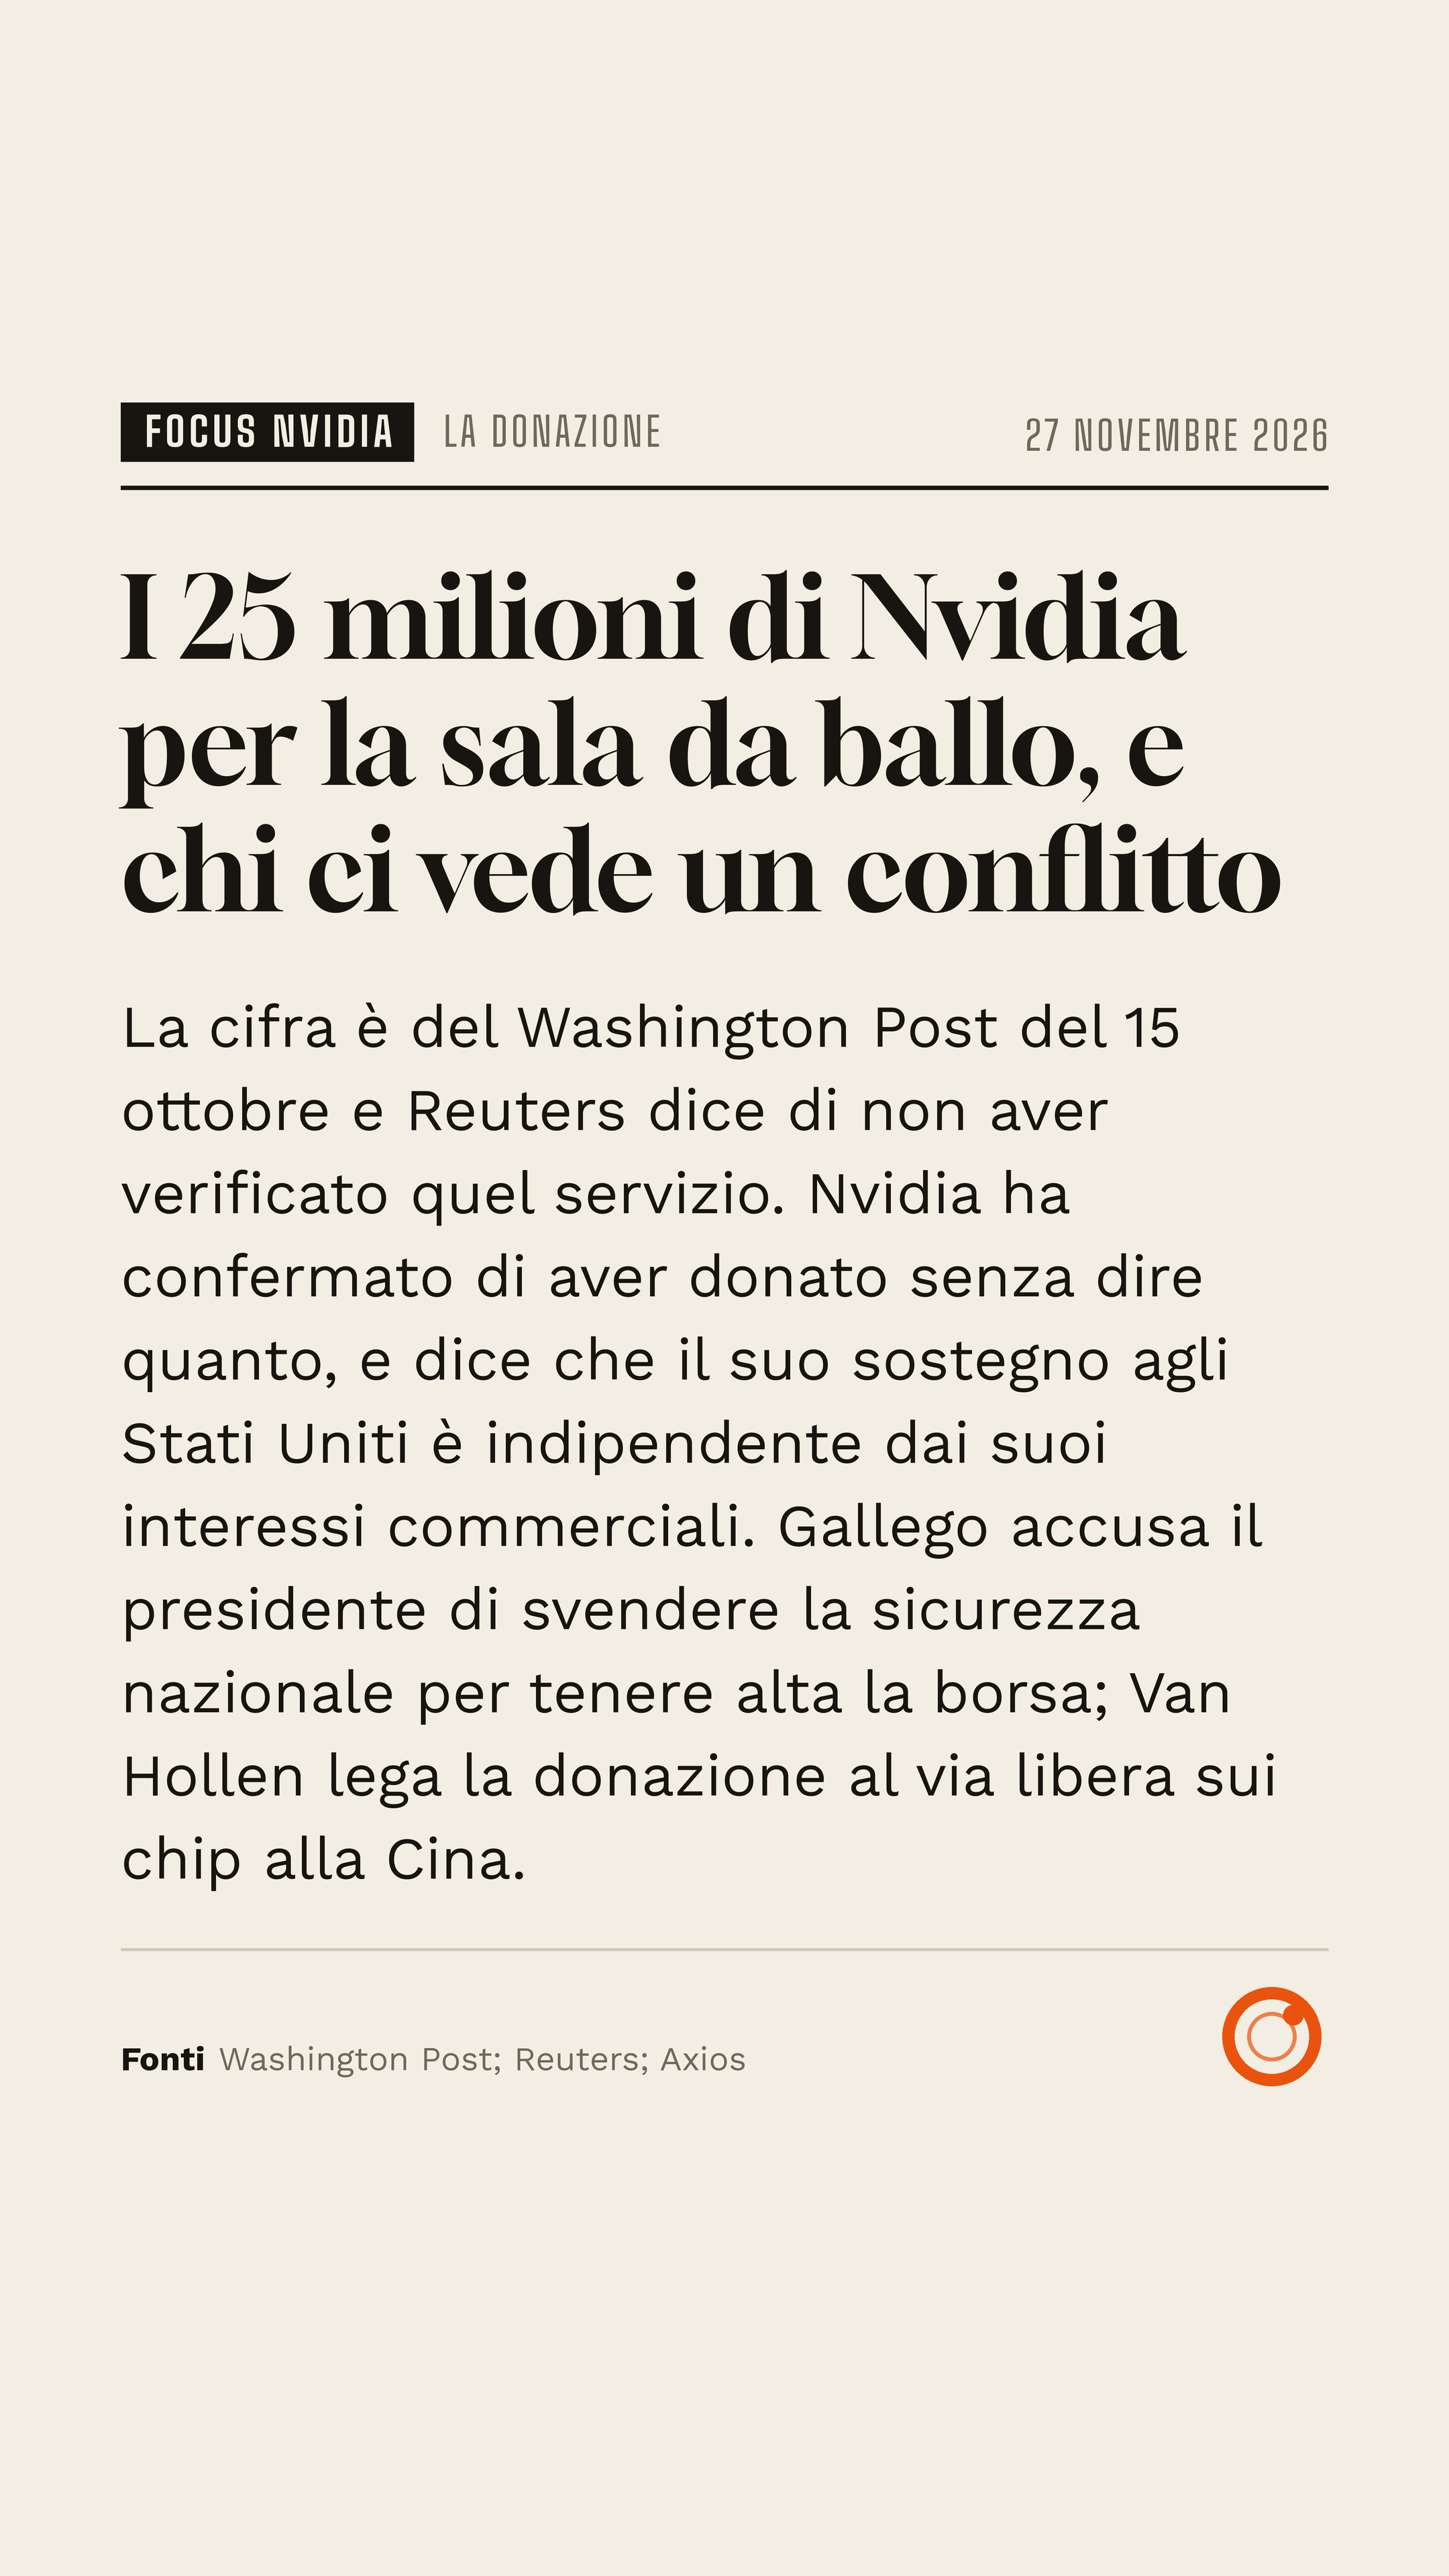 FOCUS NVIDIA LA DONAZIONE 27 NOVEMBRE 2026
I 25 milioni di Nvidia
per la sala da ballo, e
chi ci vede un conflitto
La cifra è del Washington Post del 15
ottobre e Reuters dice di non aver
verificato quel servizio. Nvidia ha
confermato di aver donato senza dire
quanto, e dice che il suo sostegno agli
Stati Uniti è indipendente dai suoi
interessi commerciali. Gallego accusa il
presidente di svendere la sicurezza
nazionale per tenere alta la borsa; Van
Hollen lega la donazione al via libera sui
chip alla Cina.
Fonti Washington Post; Reuters; Axios